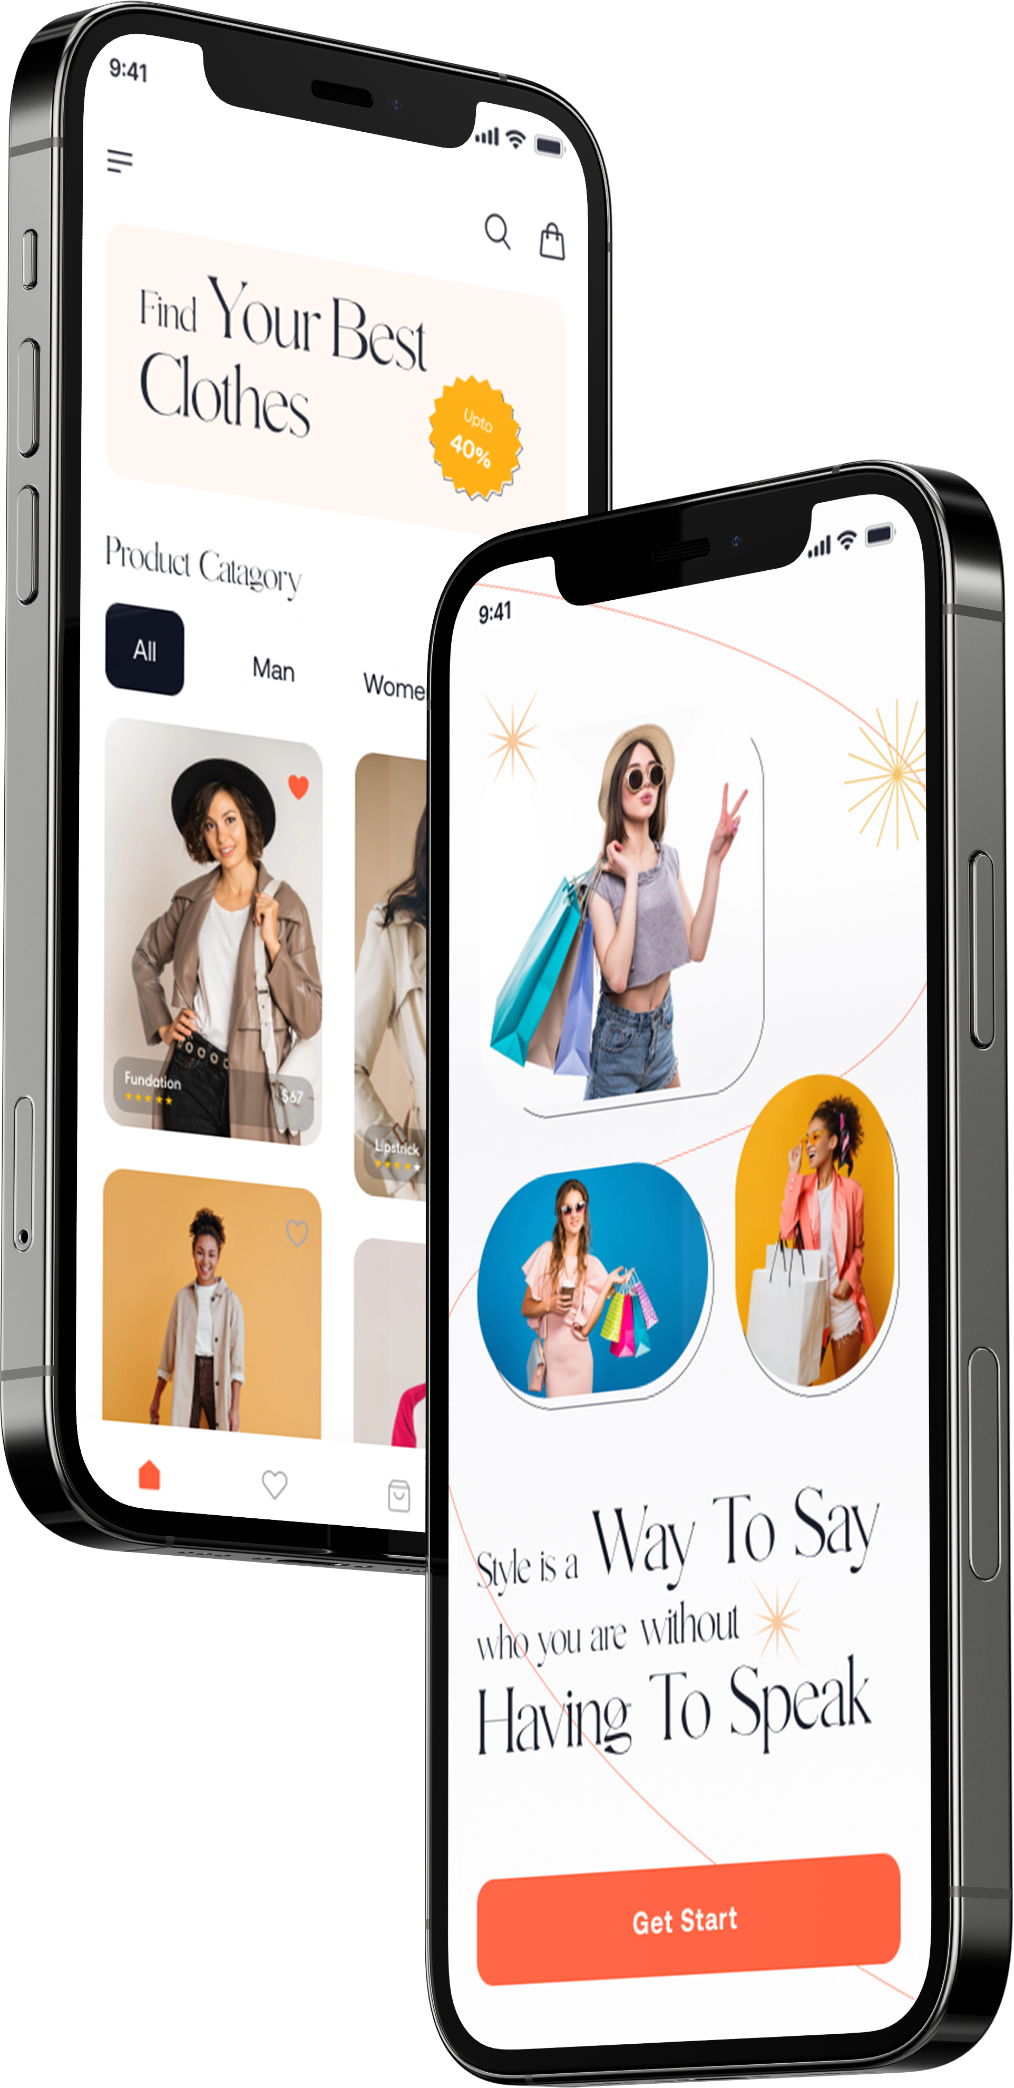 9:41
Find Your Best
Clothes
Upto
40%
Product Catagory
All
Man
Wome
Fundation
$67
Lipstrick
9:41
Style is a Way To Say
who you are without
Having To Speak
Get Start